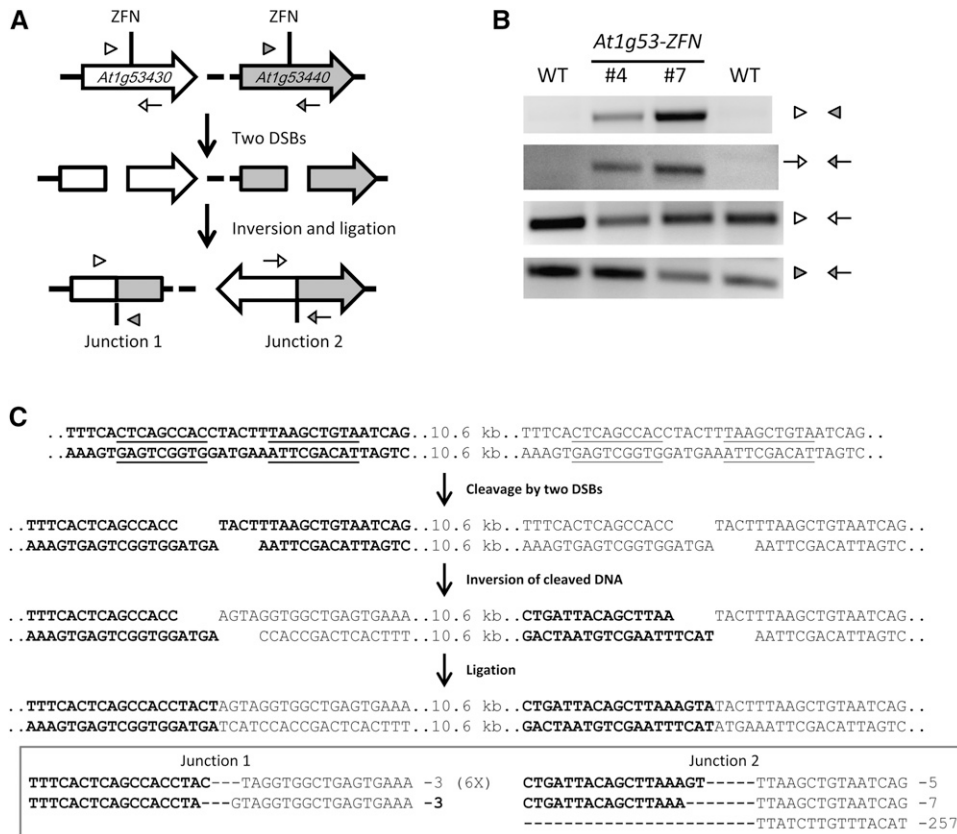 A
ZFN ZFN
At1g53430 At1g53440
Two DSBs
Inversion and ligation
Junction 1 Junction 2
B
At1g53-ZFN
WT #4 #7 WT
C
..TTTCACTCAGCCACCTACTTTAAGCTGTAATCAG..10.6 kb..TTTCACTCAGCCACCTACTTTAAGCTGTAATCAG..
..AAAGTGAGTCGGTGGATGAAATTCGACATTAGTC..10.6 kb..AAAGTGAGTCGGTGGATGAAATTCGACATTAGTC..
Cleavage by two DSBs
..TTTCACTCAGCCACC TACTTTAAGCTGTAATCAG..10.6 kb..TTTCACTCAGCCACC TACTTTAAGCTGTAATCAG..
..AAAGTGAGTCGGTGGATGA AATTCGACATTAGTC..10.6 kb..AAAGTGAGTCGGTGGATGA AATTCGACATTAGTC..
Inversion of cleaved DNA
..TTTCACTCAGCCACC AGTAGGTGGCTGAGTGAAA..10.6 kb..CTGATTACAGCTTAA TACTTTAAGCTGTAATCAG..
..AAAGTGAGTCGGTGGATGA CCACCGACTCACTTT..10.6 kb..GACTAATGTCGAATTTCAT AATTCGACATTAGTC..
Ligation
..TTTCACTCAGCCACCTACTAGTAGGTGGCTGAGTGAAA..10.6 kb..CTGATTACAGCTTAAAGTATACTTTAAGCTGTAATCAG..
..AAAGTGAGTCGGTGGATGATCATCCACCGACTCACTTT..10.6 kb..GACTAATGTCGAATTTCATATGAAATTCGACATTAGTC..
Junction 1 Junction 2
TTTCACTCAGCCACCTAC---TAGGTGGCTGAGTGAAA -3 (6X) CTGATTACAGCTTAAAGT-----TTAAGCTGTAATCAG -5
TTTCACTCAGCCACCTA---GTAGGTGGCTGAGTGAAA -3 CTGATTACAGCTTAAA-------TTAAGCTGTAATCAG -7
-----------------------TTATCTTGTTTACAT -257